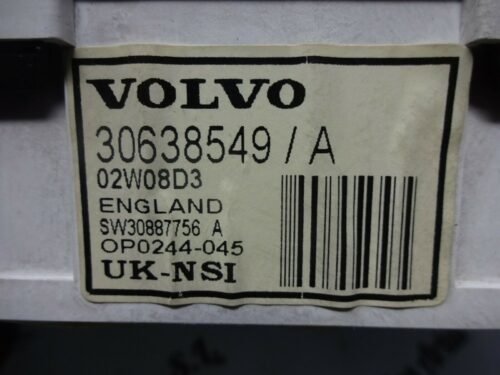 VOLVO
30638549 / A
02W08D3
ENGLAND
SW30887756 A
OP0244-045
UK-NSI